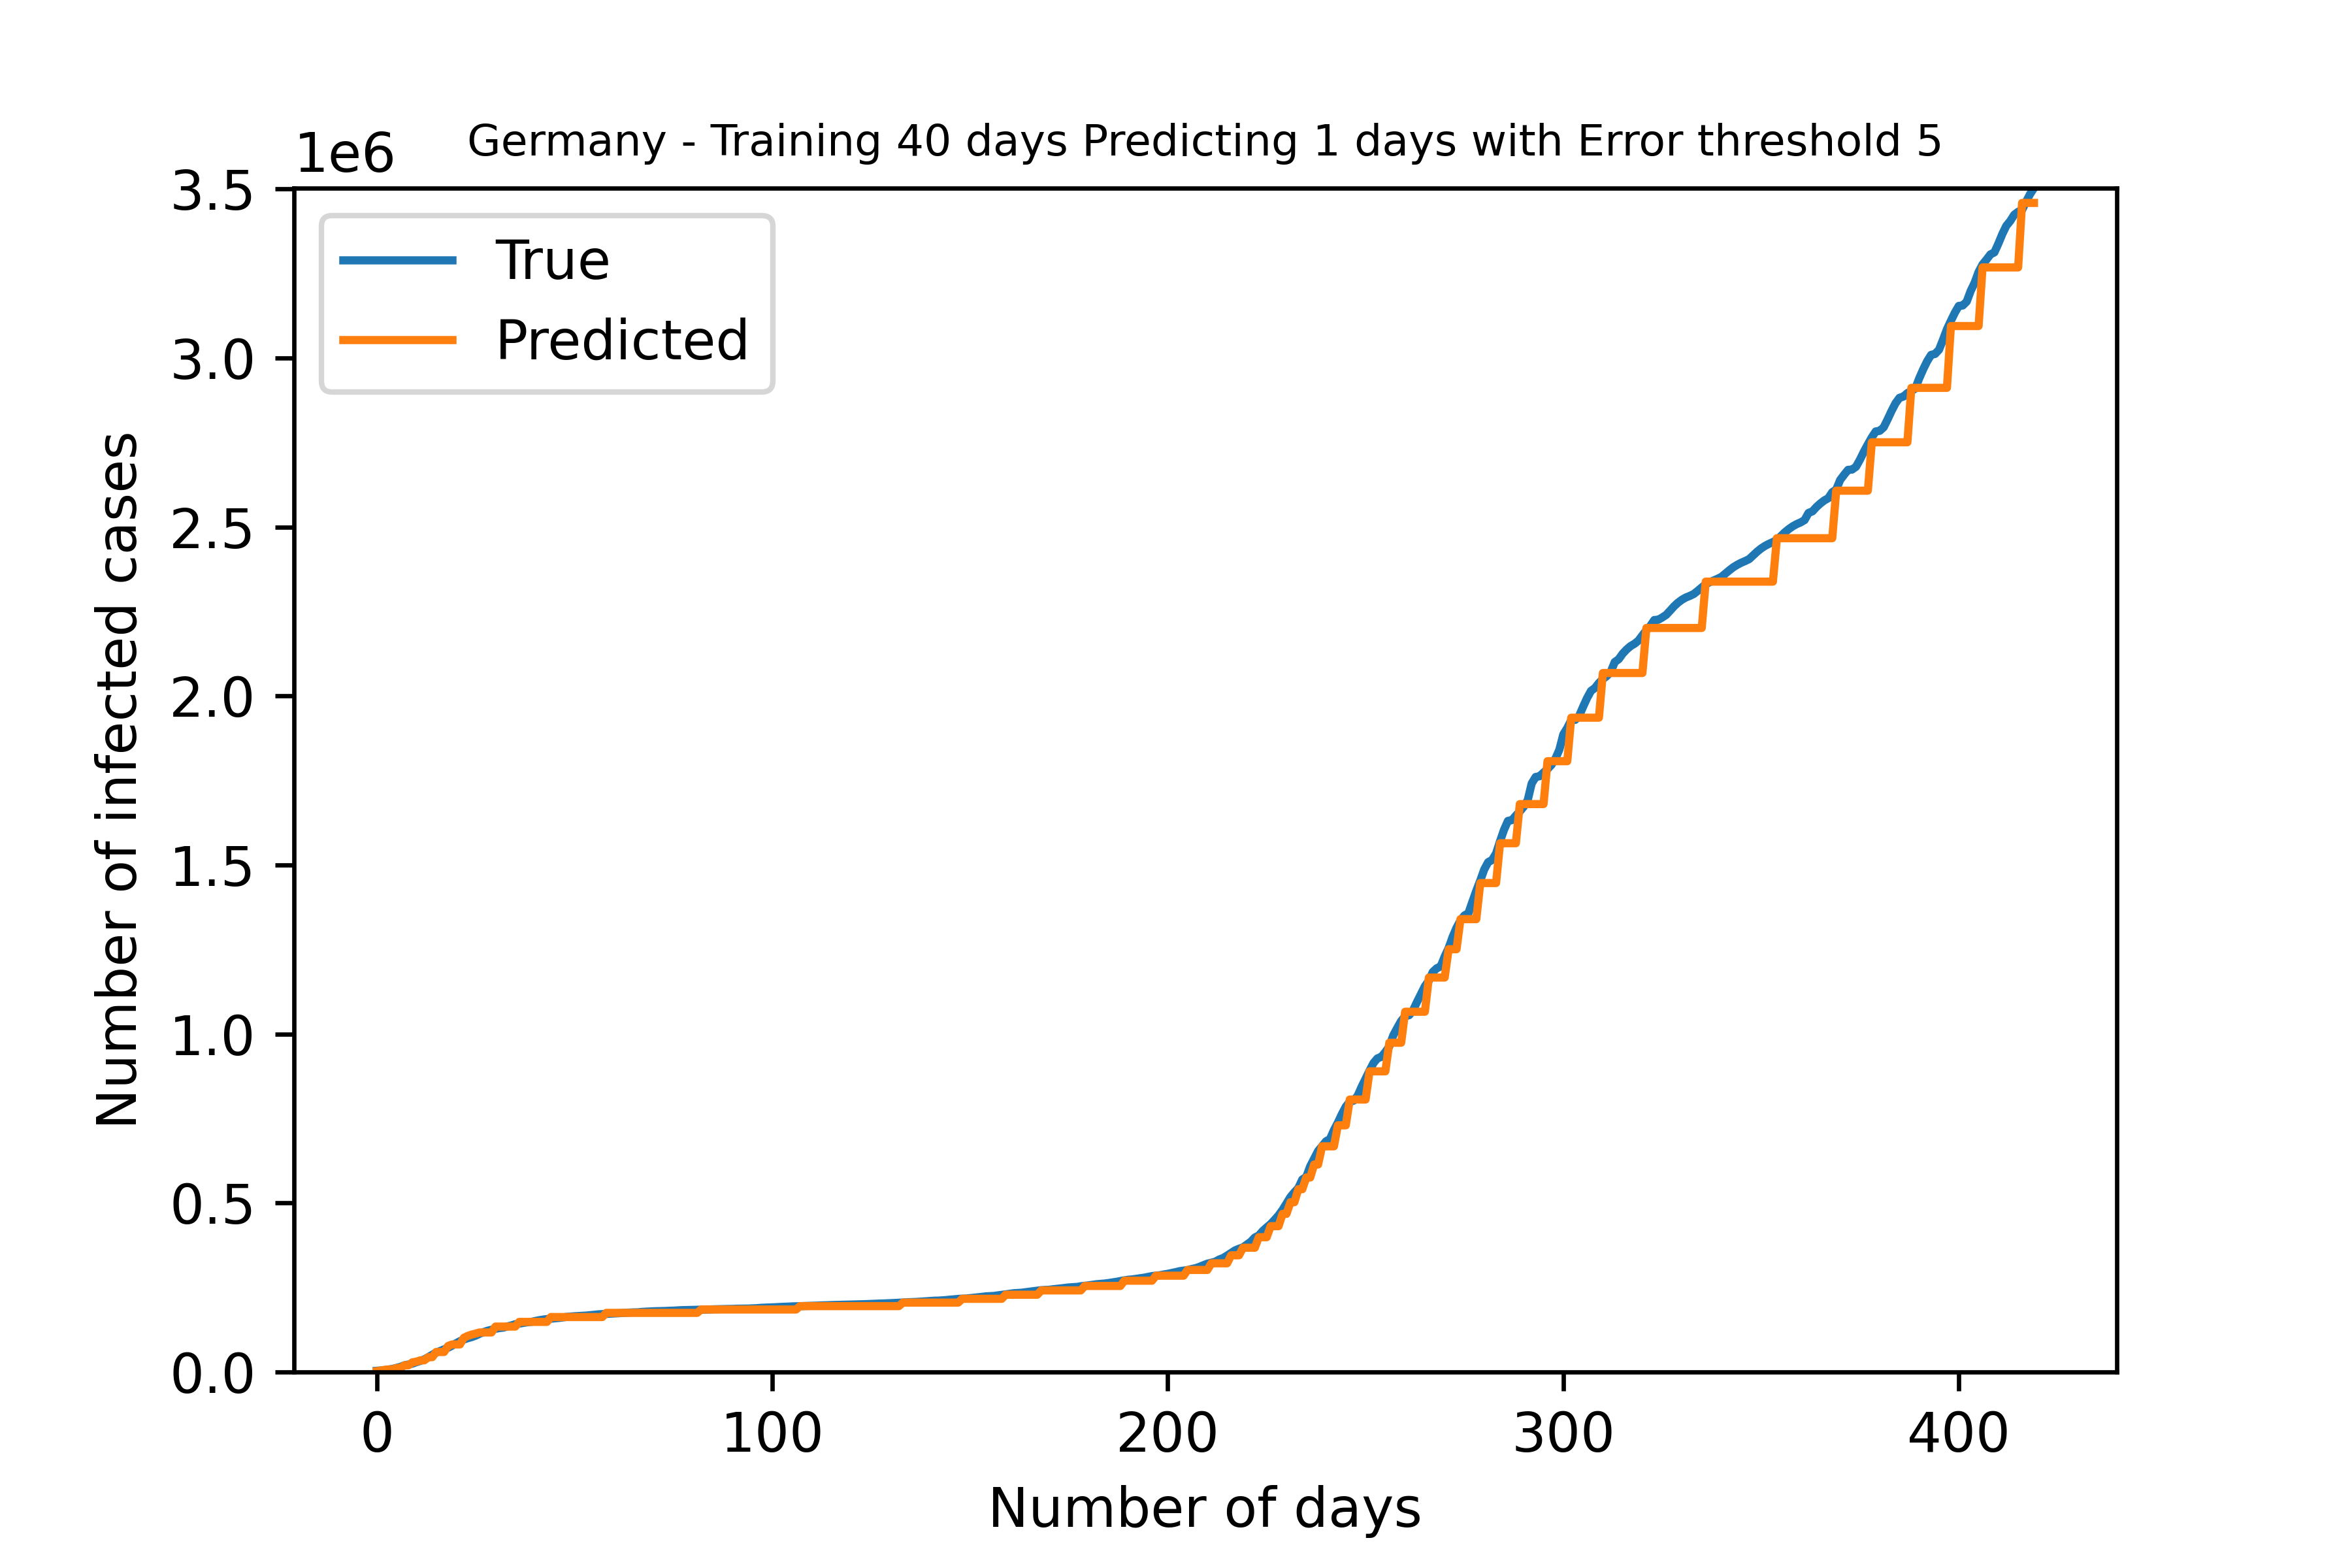 Germany - Training 40 days Predicting 1 days with Error threshold 5
1e6
3.5
3.0
2.5
2.0
1.5
1.0
0.5
0.0
True
Predicted
Number of infected cases
0 100 200 300 400
Number of days